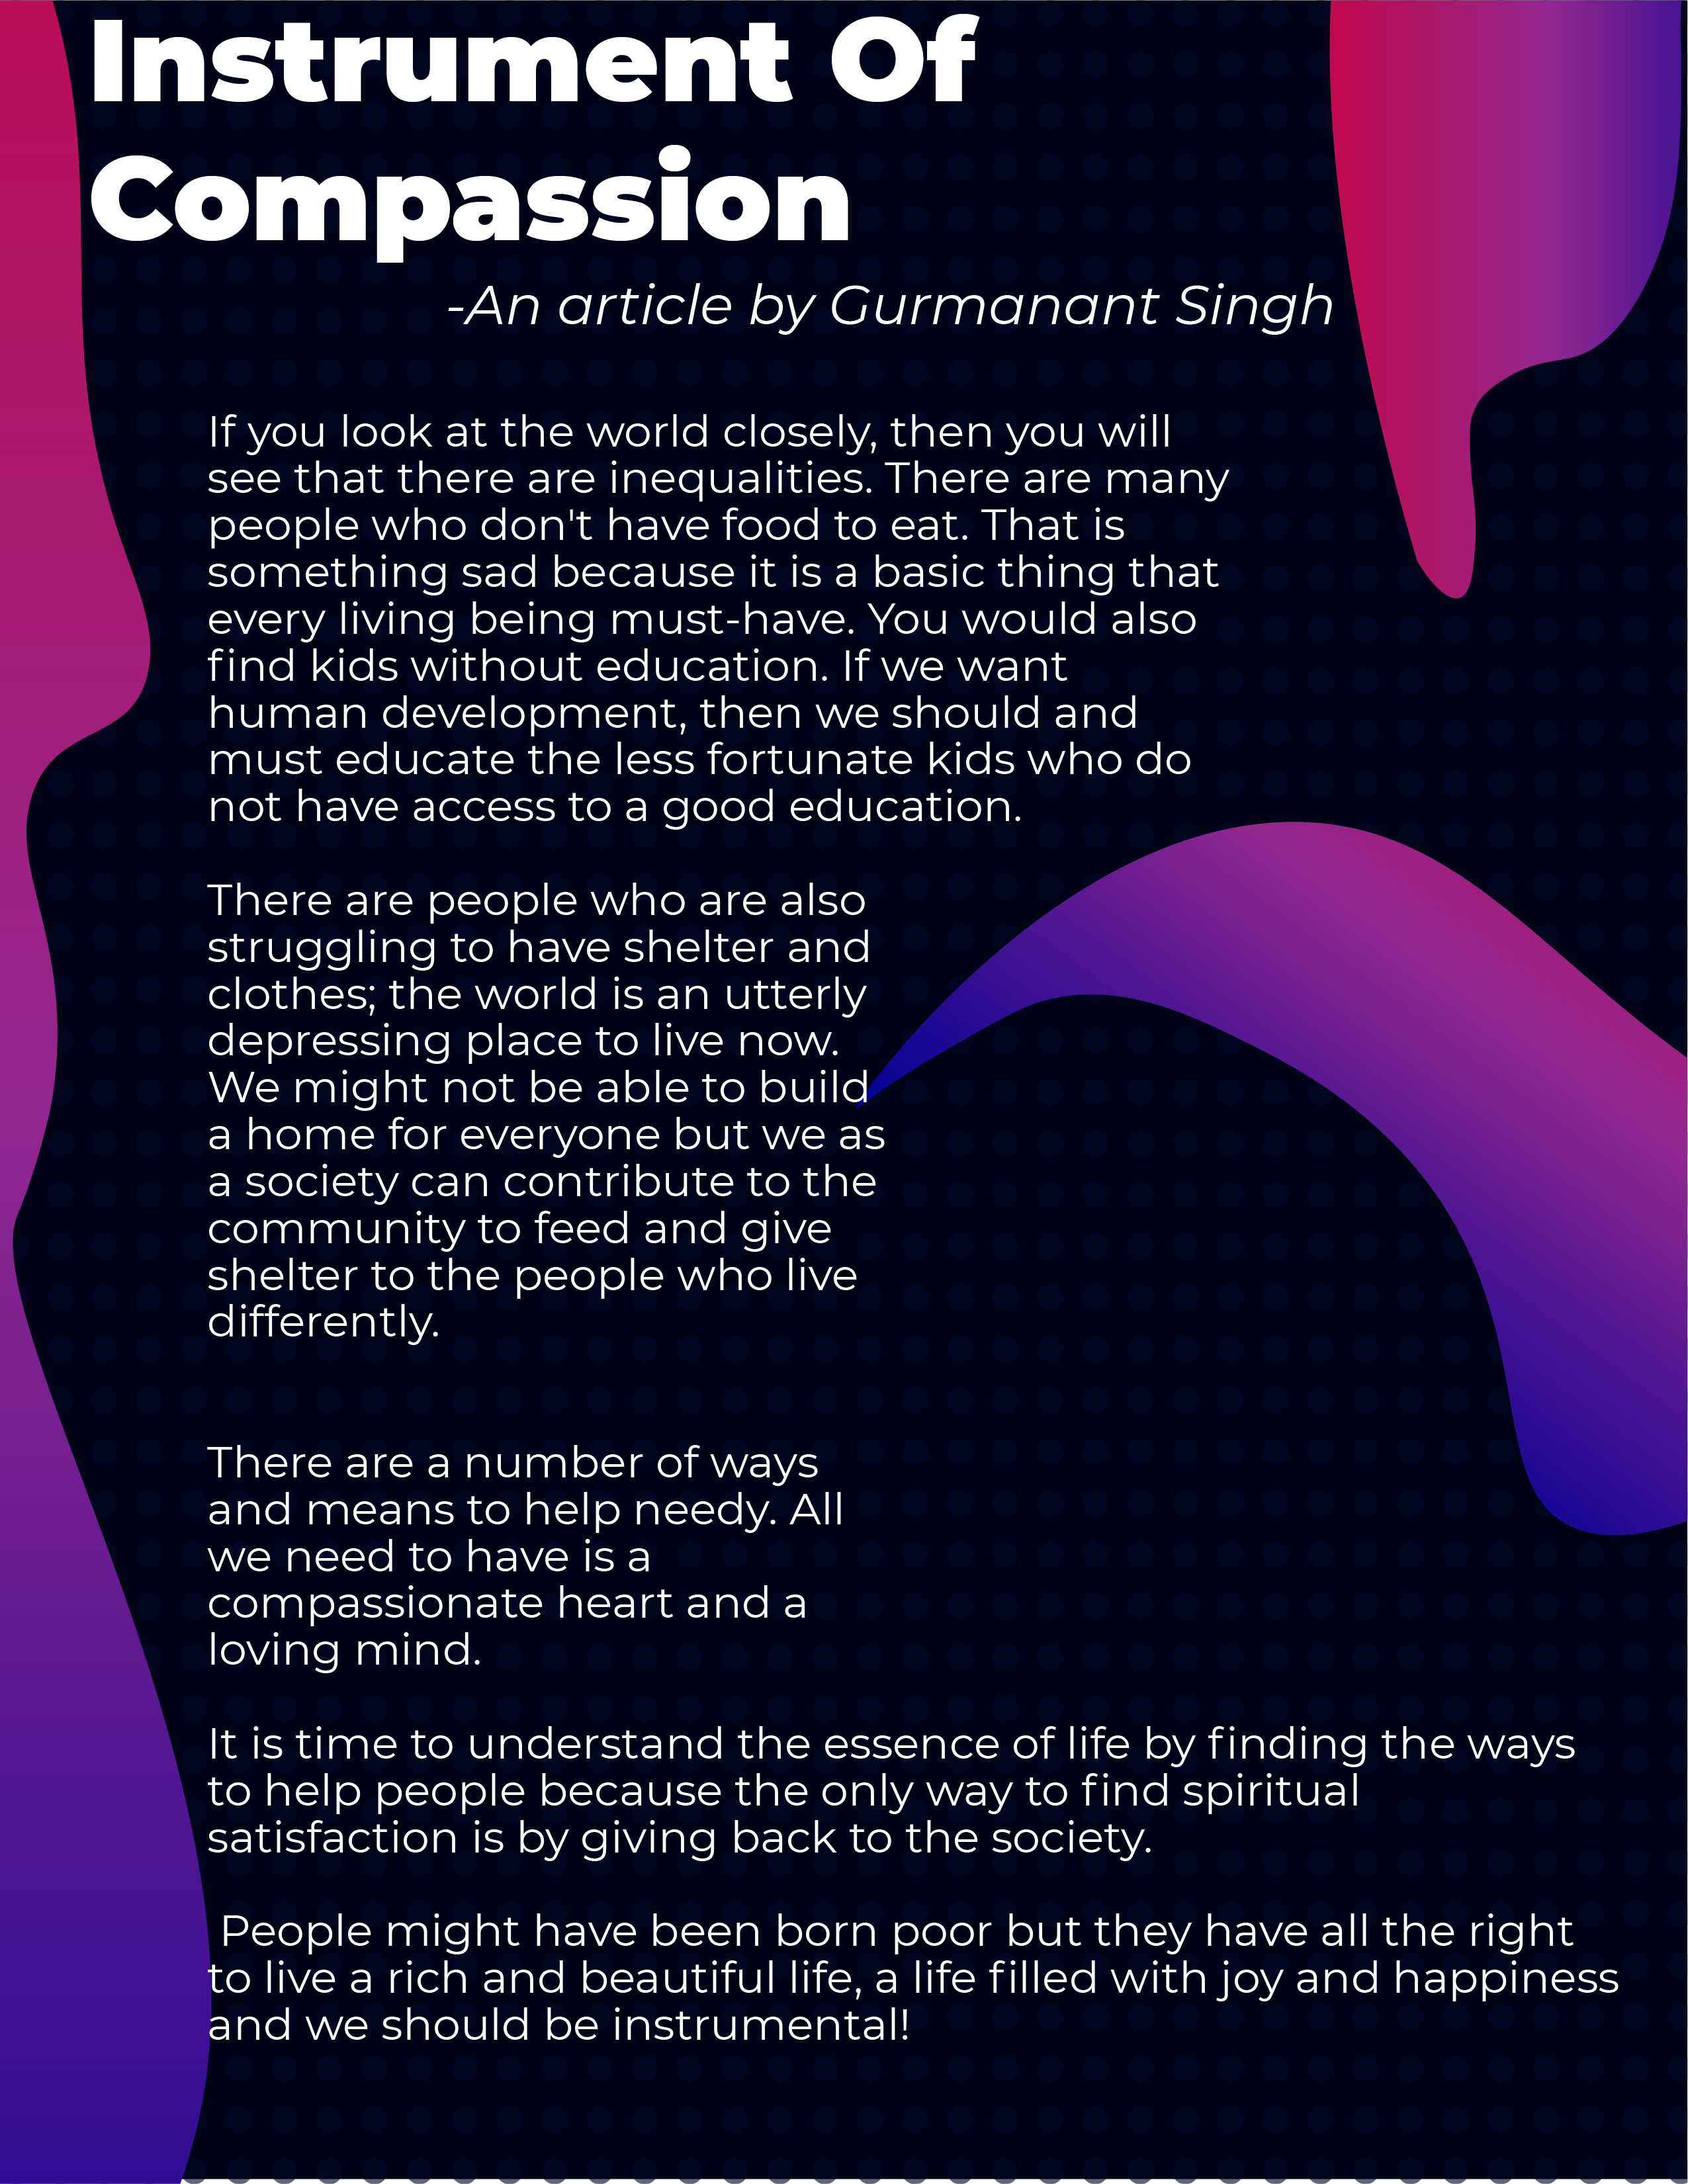 Instrument Of
Compassion
-An article by Gurmanant Singh
If you look at the world closely, then you will
see that there are inequalities. There are many
people who don't have food to eat. That is
something sad because it is a basic thing that
every living being must-have. You would also
find kids without education. If we want
human development, then we should and
must educate the less fortunate kids who do
not have access to a good education.
There are people who are also
struggling to have shelter and
clothes; the world is an utterly
depressing place to live now.
We might not be able to build
a home for everyone but we as
a society can contribute to the
community to feed and give
shelter to the people who live
differently.
There are a number of ways
and means to help needy. All
we need to have is a
compassionate heart and a
loving mind.
It is time to understand the essence of life by finding the ways
to help people because the only way to find spiritual
satisfaction is by giving back to the society.
People might have been born poor but they have all the right
to live a rich and beautiful life, a life filled with joy and happiness
and we should be instrumental!